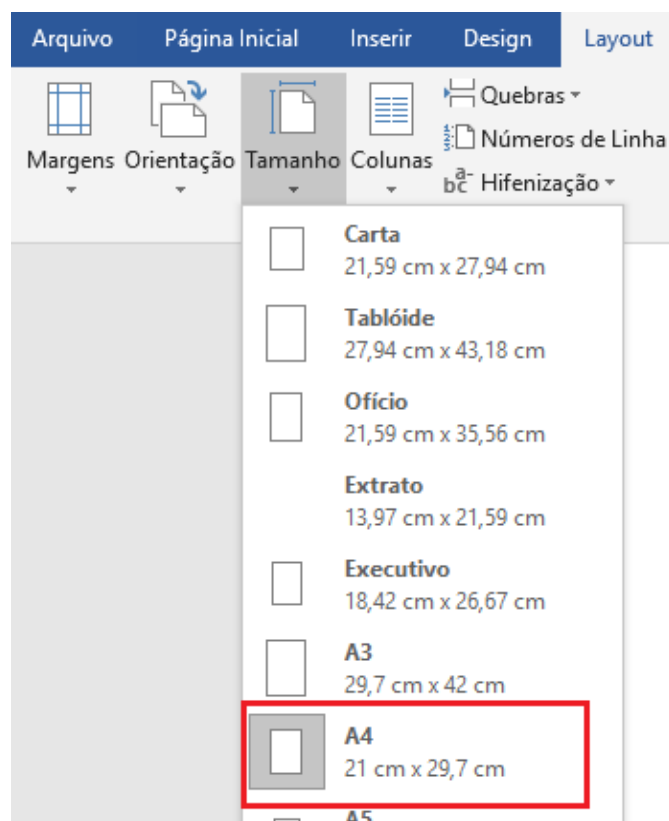 Arquivo Página Inicial Inserir Design Layout
Margens Orientação Tamanho Colunas
Quebras
Números de Linha
Hifenização
Carta
21,59 cm x 27,94 cm
Tablóide
27,94 cm x 43,18 cm
Ofício
21,59 cm x 35,56 cm
Extrato
13,97 cm x 21,59 cm
Executivo
18,42 cm x 26,67 cm
A3
29,7 cm x 42 cm
A4
21 cm x 29,7 cm
A5